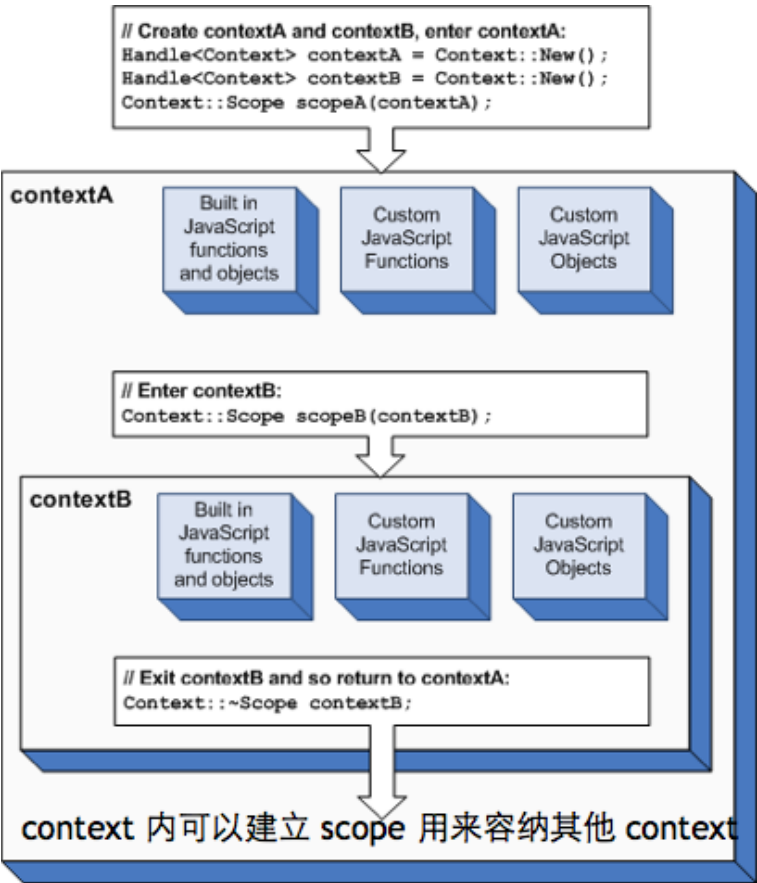 // Create contextA and contextB, enter contextA:
Handle<Context> contextA = Context::New();
Handle<Context> contextB = Context::New();
Context::Scope scopeA(contextA);
contextA
Built in
JavaScript
functions
and objects
Custom
JavaScript
Functions
Custom
JavaScript
Objects
// Enter contextB:
Context::Scope scopeB(contextB);
contextB
Built in
JavaScript
functions
and objects
Custom
JavaScript
Functions
Custom
JavaScript
Objects
// Exit contextB and so return to contextA:
Context::~Scope contextB;
context 内可以建立 scope 用来容纳其他 context